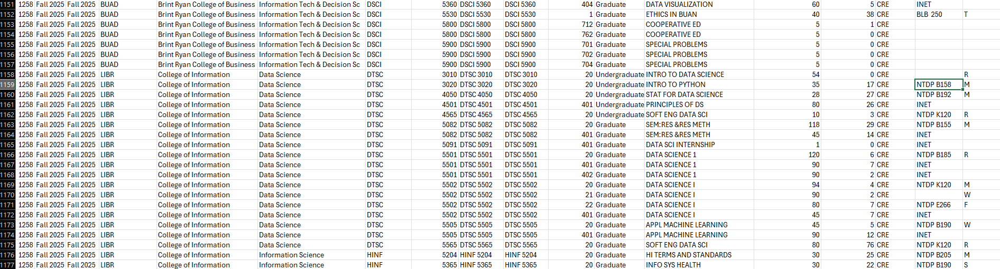 1151 1258 Fall 2025 Fall 2025 BUAD Brint Ryan College of Business Information Tech & Decision Sc DSCI 5360 DSCI 5360 DSCI 5360 404 Graduate DATA VISUALIZATION 60 5 CRE INET
1152 1258 Fall 2025 Fall 2025 BUAD Brint Ryan College of Business Information Tech & Decision Sc DSCI 5530 DSCI 5530 DSCI 5530 1 Graduate ETHICS IN BUAN 40 38 CRE BLB 250 T
1153 1258 Fall 2025 Fall 2025 BUAD Brint Ryan College of Business Information Tech & Decision Sc DSCI 5800 DSCI 5800 DSCI 5800 712 Graduate COOPERATIVE ED 5 1 CRE
1154 1258 Fall 2025 Fall 2025 BUAD Brint Ryan College of Business Information Tech & Decision Sc DSCI 5800 DSCI 5800 DSCI 5800 762 Graduate COOPERATIVE ED 5 0 CRE
1155 1258 Fall 2025 Fall 2025 BUAD Brint Ryan College of Business Information Tech & Decision Sc DSCI 5900 DSCI 5900 DSCI 5900 701 Graduate SPECIAL PROBLEMS 5 0 CRE
1156 1258 Fall 2025 Fall 2025 BUAD Brint Ryan College of Business Information Tech & Decision Sc DSCI 5900 DSCI 5900 DSCI 5900 702 Graduate SPECIAL PROBLEMS 5 0 CRE
1157 1258 Fall 2025 Fall 2025 BUAD Brint Ryan College of Business Information Tech & Decision Sc DSCI 5900 DSCI 5900 DSCI 5900 704 Graduate SPECIAL PROBLEMS 5 0 CRE
1158 1258 Fall 2025 Fall 2025 LIBR College of Information Data Science DTSC 3010 DTSC 3010 DTSC 3010 20 Undergraduate INTRO TO DATA SCIENCE 54 0 CRE R
1159 1258 Fall 2025 Fall 2025 LIBR College of Information Data Science DTSC 3020 DTSC 3020 DTSC 3020 20 Undergraduate INTRO TO PYTHON 35 17 CRE NTDP B158 M
1160 1258 Fall 2025 Fall 2025 LIBR College of Information Data Science DTSC 4050 DTSC 4050 DTSC 4050 20 Undergraduate STAT FOR DATA SCIENCE 28 27 CRE NTDP B192 M
1161 1258 Fall 2025 Fall 2025 LIBR College of Information Data Science DTSC 4501 DTSC 4501 DTSC 4501 401 Undergraduate PRINCIPLES OF DS 80 26 CRE INET
1162 1258 Fall 2025 Fall 2025 LIBR College of Information Data Science DTSC 4565 DTSC 4565 DTSC 4565 20 Undergraduate SOFT ENG DATA SCI 10 3 CRE NTDP K120 R
1163 1258 Fall 2025 Fall 2025 LIBR College of Information Data Science DTSC 5082 DTSC 5082 DTSC 5082 20 Graduate SEM:RES &RES METH 118 29 CRE NTDP B155 M
1164 1258 Fall 2025 Fall 2025 LIBR College of Information Data Science DTSC 5082 DTSC 5082 DTSC 5082 401 Graduate SEM:RES &RES METH 45 14 CRE INET
1165 1258 Fall 2025 Fall 2025 LIBR College of Information Data Science DTSC 5091 DTSC 5091 DTSC 5091 401 Graduate DATA SCI INTERNSHIP 1 0 CRE INET
1166 1258 Fall 2025 Fall 2025 LIBR College of Information Data Science DTSC 5501 DTSC 5501 DTSC 5501 20 Graduate DATA SCIENCE 1 120 6 CRE NTDP B185 R
1167 1258 Fall 2025 Fall 2025 LIBR College of Information Data Science DTSC 5501 DTSC 5501 DTSC 5501 401 Graduate DATA SCIENCE 1 90 7 CRE INET
1168 1258 Fall 2025 Fall 2025 LIBR College of Information Data Science DTSC 5501 DTSC 5501 DTSC 5501 402 Graduate DATA SCIENCE 1 90 2 CRE INET
1169 1258 Fall 2025 Fall 2025 LIBR College of Information Data Science DTSC 5502 DTSC 5502 DTSC 5502 20 Graduate DATA SCIENCE I 94 4 CRE NTDP K120 M
1170 1258 Fall 2025 Fall 2025 LIBR College of Information Data Science DTSC 5502 DTSC 5502 DTSC 5502 21 Graduate DATA SCIENCE I 90 2 CRE W
1171 1258 Fall 2025 Fall 2025 LIBR College of Information Data Science DTSC 5502 DTSC 5502 DTSC 5502 22 Graduate DATA SCIENCE I 80 7 CRE NTDP E266 F
1172 1258 Fall 2025 Fall 2025 LIBR College of Information Data Science DTSC 5502 DTSC 5502 DTSC 5502 401 Graduate DATA SCIENCE I 45 7 CRE INET
1173 1258 Fall 2025 Fall 2025 LIBR College of Information Data Science DTSC 5505 DTSC 5505 DTSC 5505 20 Graduate APPL MACHINE LEARNING 45 5 CRE NTDP B190 W
1174 1258 Fall 2025 Fall 2025 LIBR College of Information Data Science DTSC 5505 DTSC 5505 DTSC 5505 401 Graduate APPL MACHINE LEARNING 90 12 CRE INET
1175 1258 Fall 2025 Fall 2025 LIBR College of Information Data Science DTSC 5565 DTSC 5565 DTSC 5565 20 Graduate SOFT ENG DATA SCI 80 76 CRE NTDP K120 R
1176 1258 Fall 2025 Fall 2025 LIBR College of Information Information Science HINF 5204 HINF 5204 HINF 5204 20 Graduate HI TERMS AND STANDARDS 30 25 CRE NTDP B205 M
1177 1258 Fall 2025 Fall 2025 LIBR College of Information Information Science HINF 5365 HINF 5365 HINF 5365 20 Graduate INFO SYS HEALTH 30 22 CRE NTDP B190 S